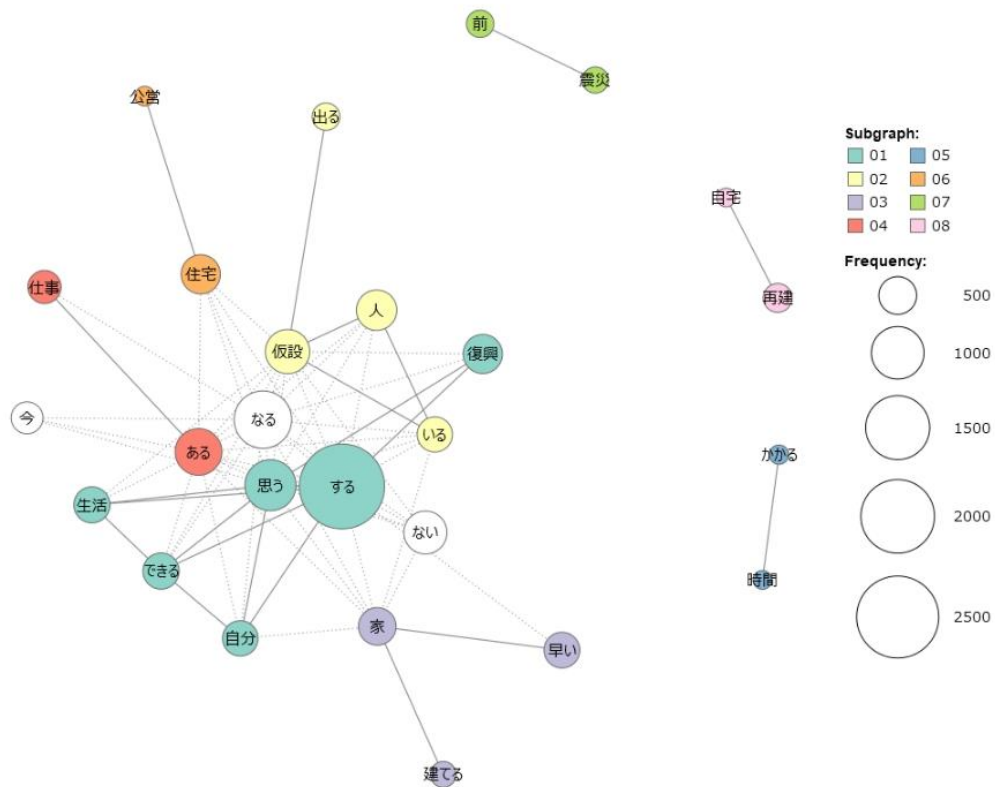 前
震災
公営
出る
自宅
住宅
仕事
再建
人
仮設
復興
今
なる
いる
ある
かかる
思う
する
生活
ない
できる
時間
家
自分
早い
建てる
Subgraph:
01 05
02 06
03 07
04 08
Frequency:
500
1000
1500
2000
2500